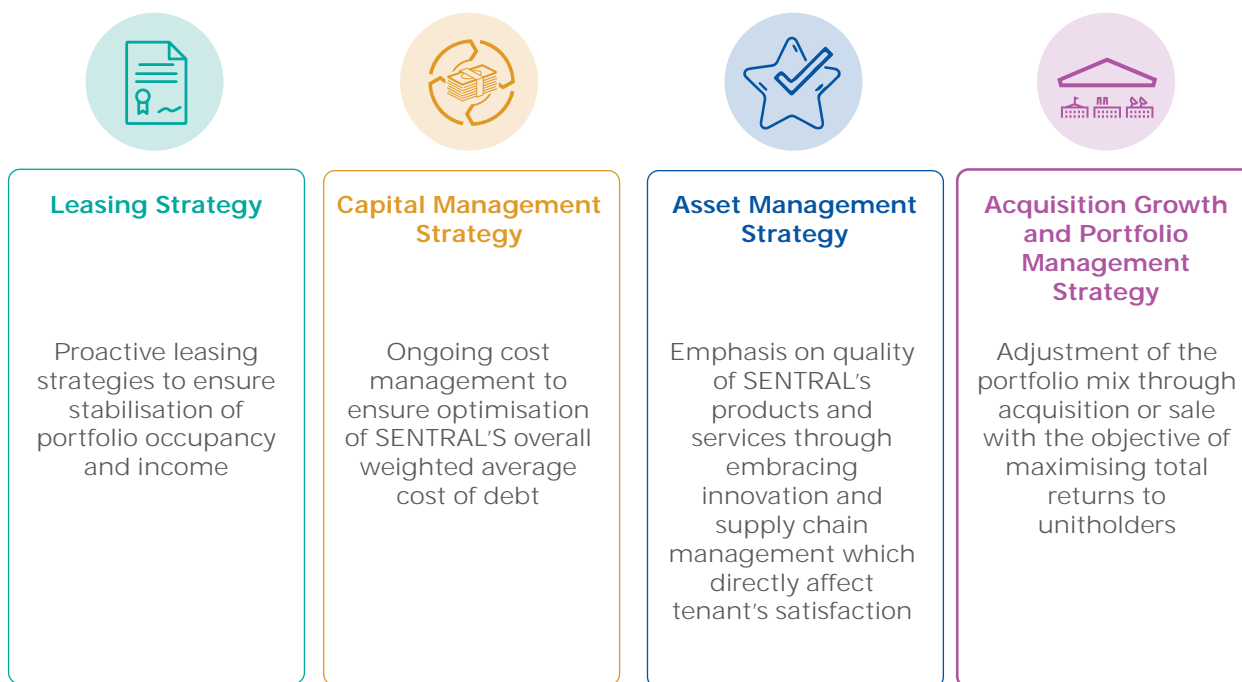 Leasing Strategy
Proactive leasing
strategies to ensure
stabilisation of
portfolio occupancy
and income
Capital Management
Strategy
Ongoing cost
management to
ensure optimisation
of SENTRAL'S overall
weighted average
cost of debt
Asset Management
Strategy
Emphasis on quality
of SENTRAL's
products and
services through
embracing
innovation and
supply chain
management which
directly affect
tenant's satisfaction
Acquisition Growth
and Portfolio
Management
Strategy
Adjustment of the
portfolio mix through
acquisition or sale
with the objective of
maximising total
returns to
unitholders